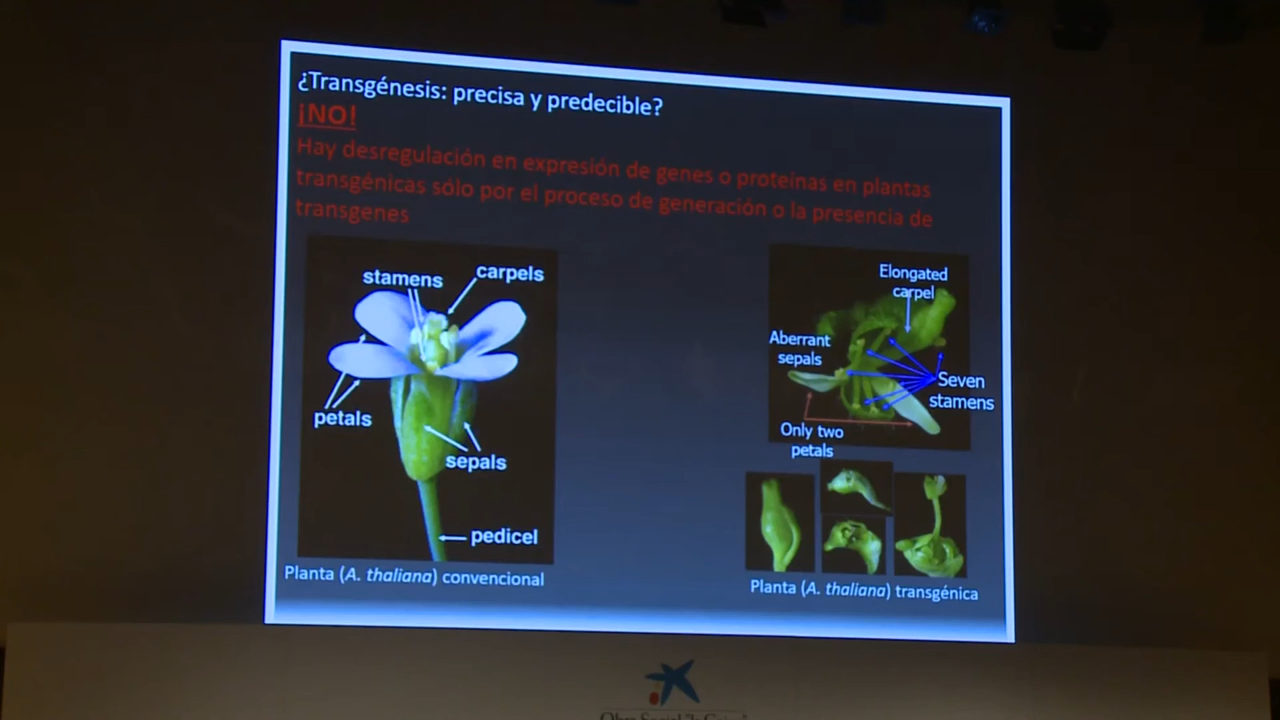 ¿Transgénesis: precisa y predecible?
¡NO!
Hay desregulación en expresión de genes o proteínas en plantas
transgénicas sólo por el proceso de generación o la presencia de
transgenes
stamens
carpels
petals
sepals
pedicel
Planta (A. thaliana) convencional
Elongated
carpel
Aberrant
sepals
Seven
stamens
Only two
petals
Planta (A. thaliana) transgénica